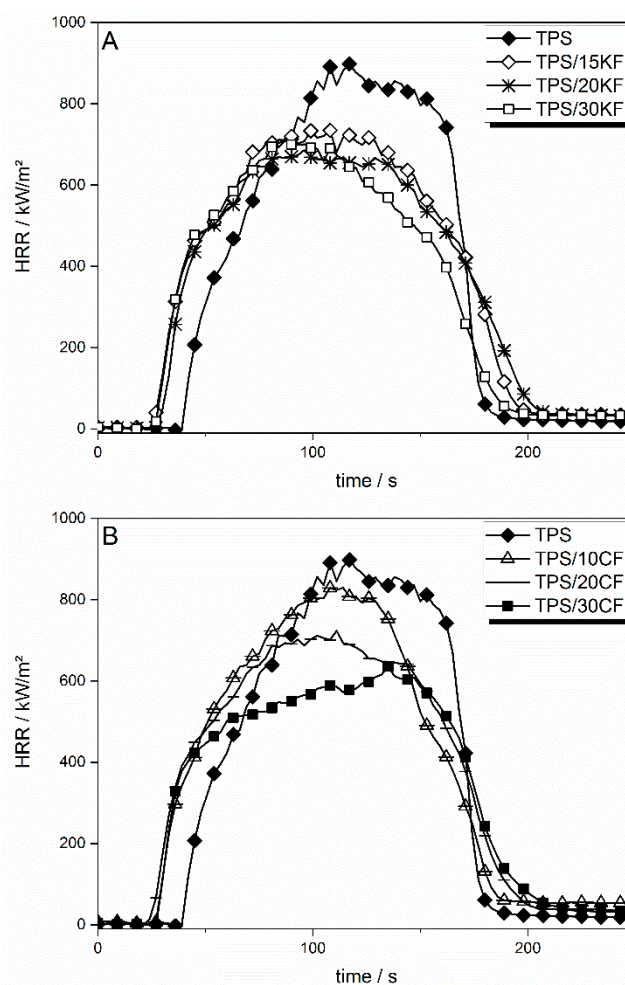 A
1000
800
600
400
200
0
HRR / kW/m²
TPS
TPS/15KF
TPS/20KF
TPS/30KF
0
100
200
time / s
B
1000
800
600
400
200
0
HRR / kW/m²
TPS
TPS/10CF
TPS/20CF
TPS/30CF
0
100
200
time / s